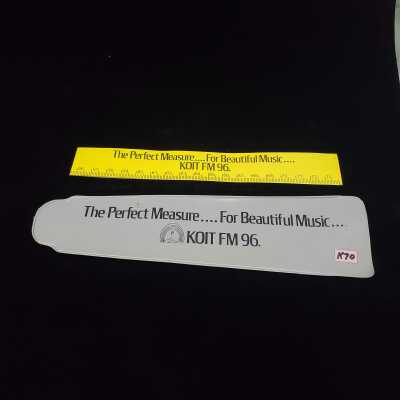 The Perfect Measure.... For Beautiful Music....
KOIT FM 96.
The Perfect Measure.... For Beautiful Music...
KOIT FM 96.
K70